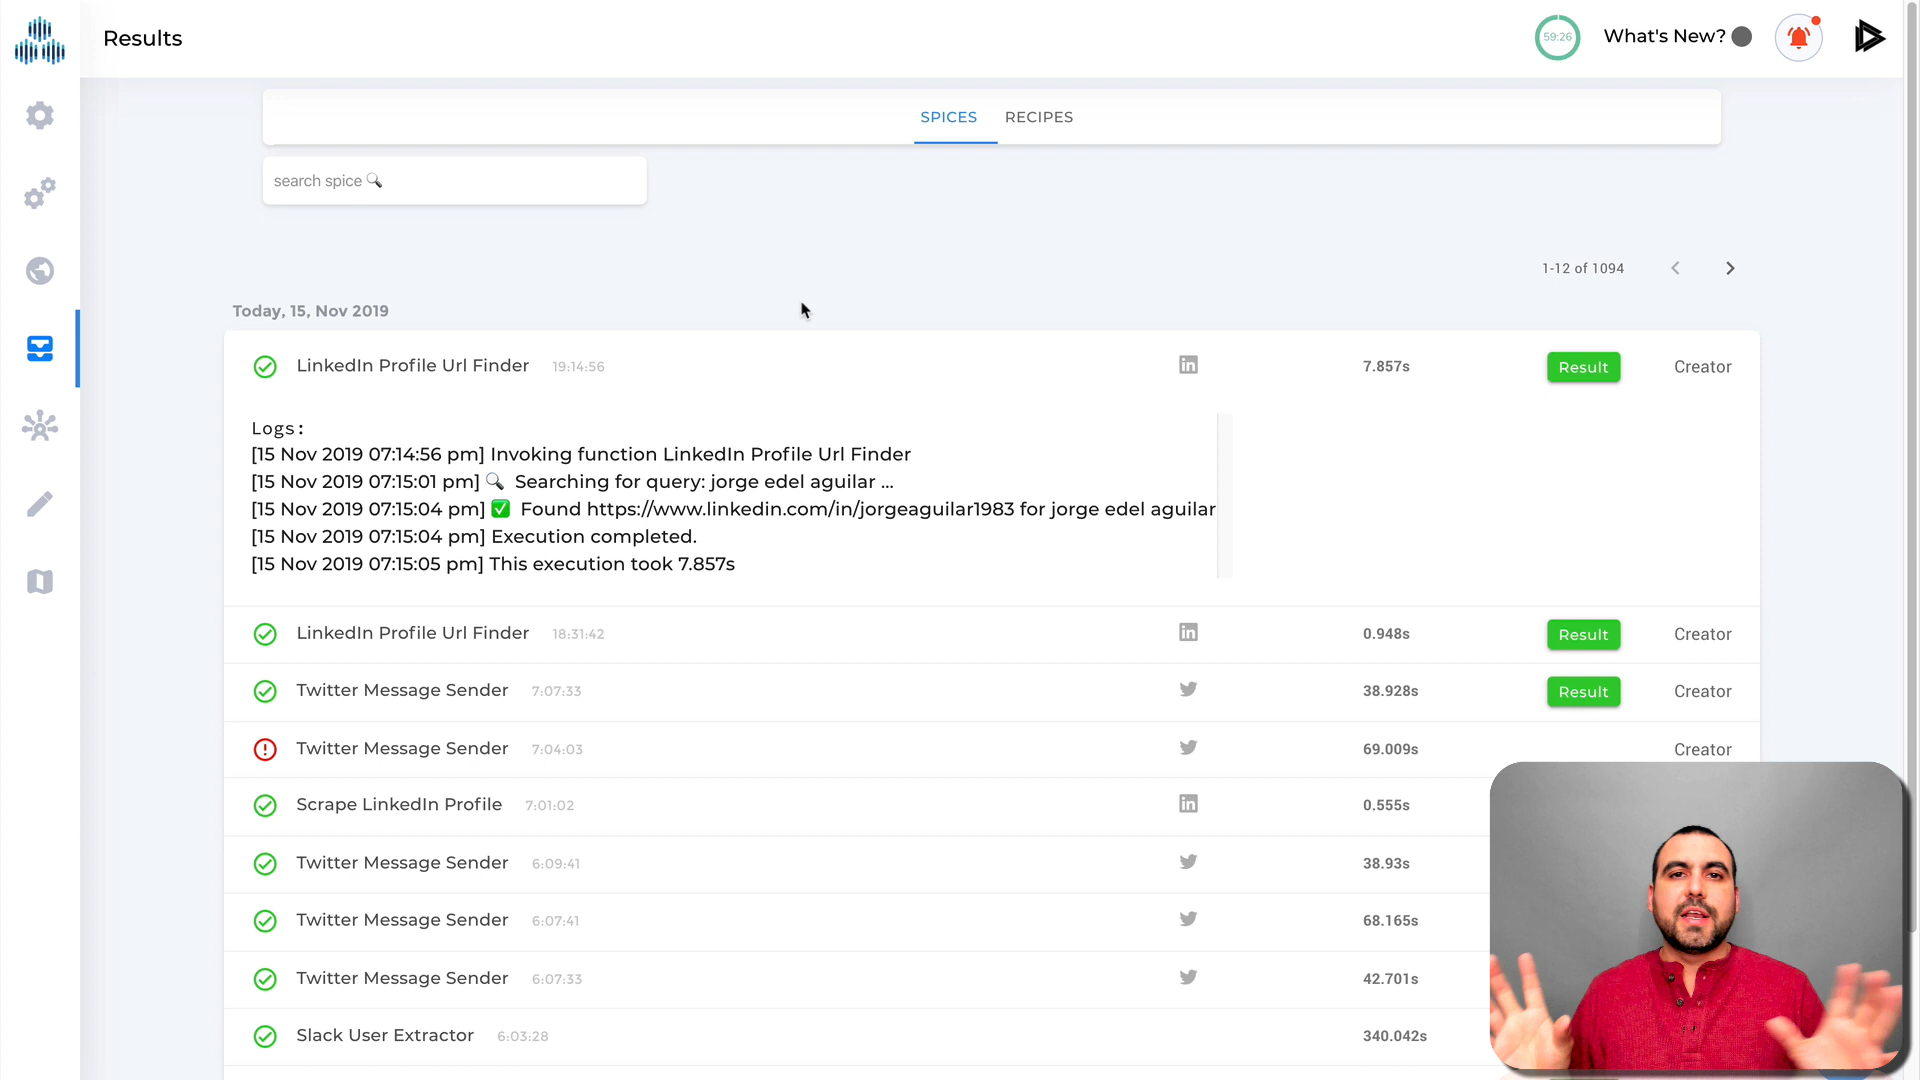 Results
59:26
What's New?
SPICES
RECIPES
search spice
1-12 of 1094
Today, 15, Nov 2019
LinkedIn Profile Url Finder 19:14:56 in 7.857s Result Creator
Logs:
[15 Nov 2019 07:14:56 pm] Invoking function LinkedIn Profile Url Finder
[15 Nov 2019 07:15:01 pm] Searching for query: jorge edel aguilar ...
[15 Nov 2019 07:15:04 pm] Found https://www.linkedin.com/in/jorgeaguilar1983 for jorge edel aguilar
[15 Nov 2019 07:15:04 pm] Execution completed.
[15 Nov 2019 07:15:05 pm] This execution took 7.857s
LinkedIn Profile Url Finder 18:31:42 in 0.948s Result Creator
Twitter Message Sender 7:07:33 38.928s Result Creator
Twitter Message Sender 7:04:03 69.009s Creator
Scrape LinkedIn Profile 7:01:02 in 0.555s
Twitter Message Sender 6:09:41 38.93s
Twitter Message Sender 6:07:41 68.165s
Twitter Message Sender 6:07:33 42.701s
Slack User Extractor 6:03:28 340.042s